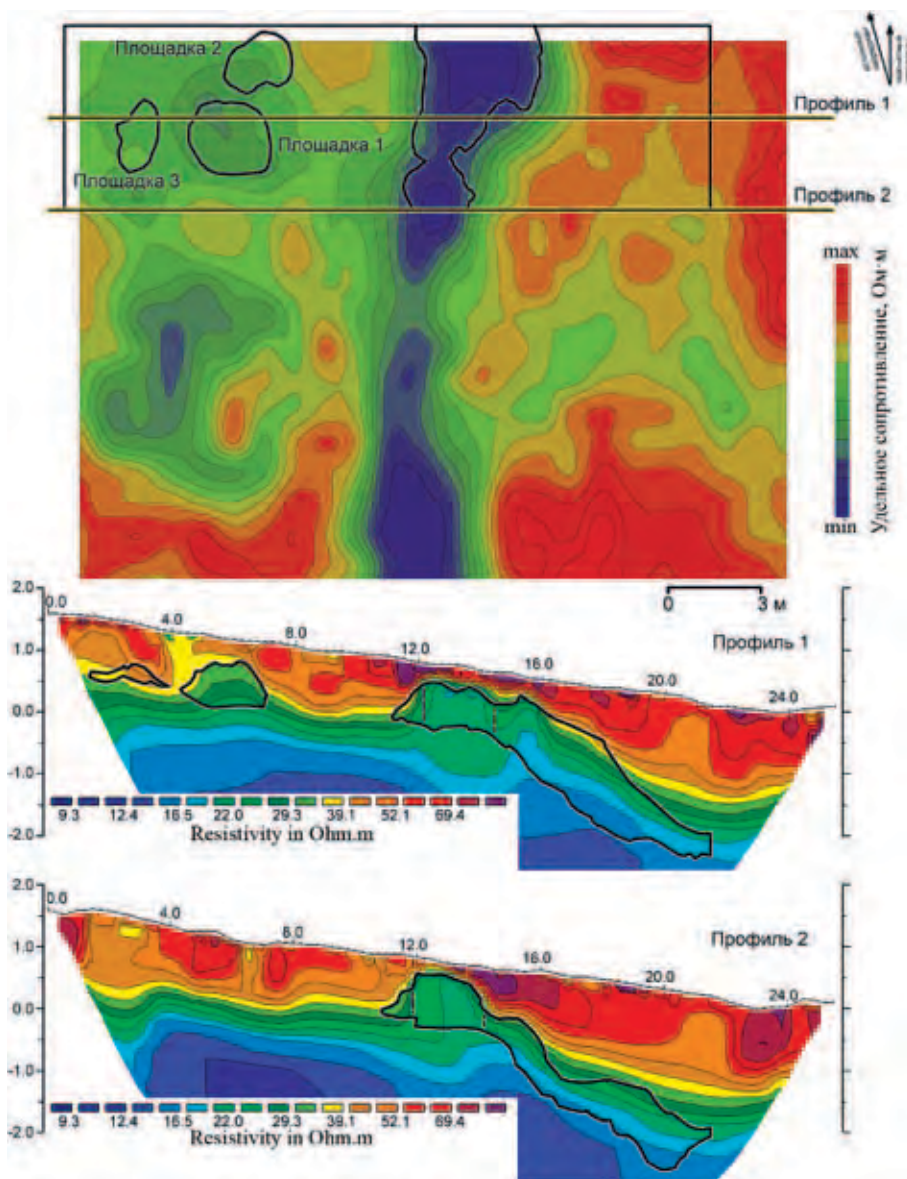 Площадка 2
Профиль 1
Площадка 1
Площадка 3
Профиль 2
max
Удельное сопротивление, Ом·м
min
0 3 м
2.0
1.0
0.0
-1.0
-2.0
0.0 4.0 8.0 12.0 16.0 20.0 24.0
Профиль 1
9.3 12.4 16.5 22.0 29.3 39.1 52.1 69.4
Resistivity in Ohm.m
2.0
1.0
0.0
-1.0
-2.0
0.0 4.0 8.0 12.0 16.0 20.0 24.0
Профиль 2
9.3 12.4 16.5 22.0 29.3 39.1 52.1 69.4
Resistivity in Ohm.m